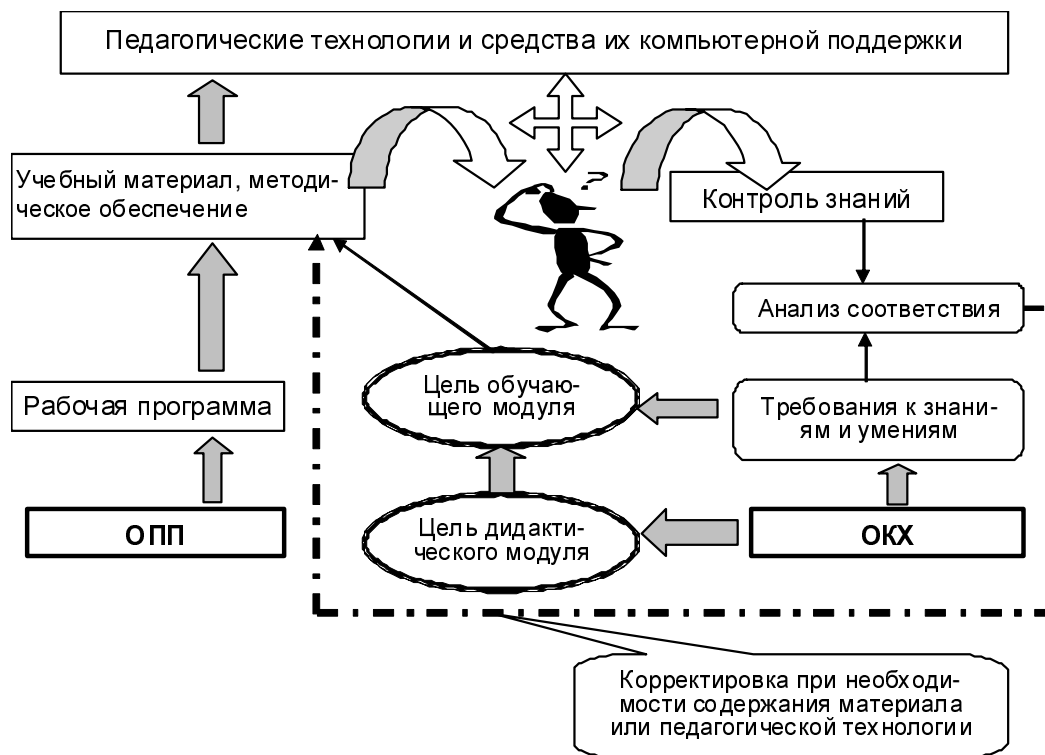 Педагогические технологии и средства их компьютерной поддержки
Учебный материал, методи-
ческое обеспечение
Контроль знаний
Анализ соответствия
Цель обучаю-
щего модуля
Рабочая программа
Требования к знани-
ям и умениям
ОПП
Цель дидакти-
ческого модуля
ОКХ
Корректировка при необходи-
мости содержания материала
или педагогической технологии